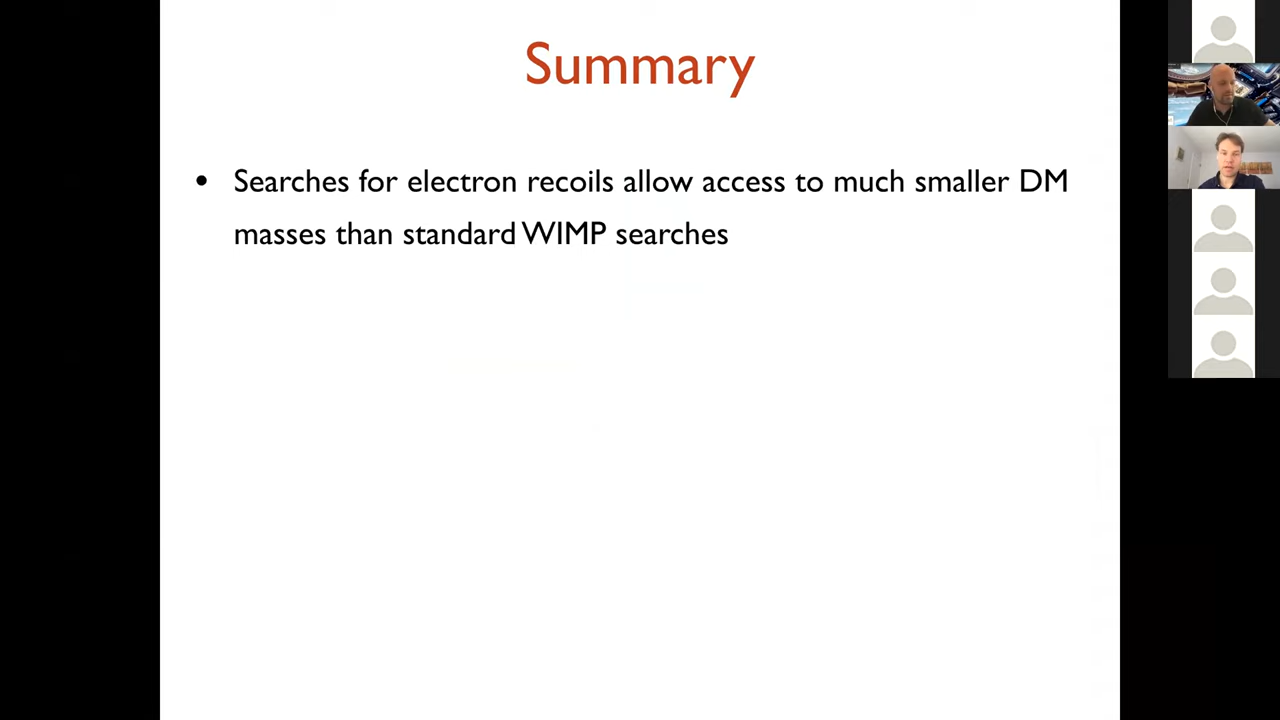 Summary
• Searches for electron recoils allow access to much smaller DM
masses than standard WIMP searches